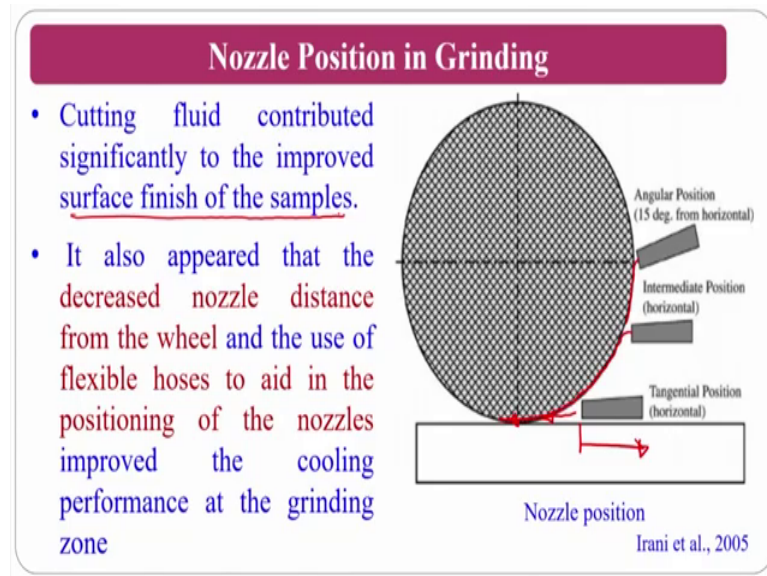 Nozzle Position in Grinding
• Cutting fluid contributed
significantly to the improved
surface finish of the samples.
• It also appeared that the
decreased nozzle distance
from the wheel and the use of
flexible hoses to aid in the
positioning of the nozzles
improved the cooling
performance at the grinding
zone
Angular Position
(15 deg. from horizontal)
Intermediate Position
(horizontal)
Tangential Position
(horizontal)
Nozzle position
Irani et al., 2005